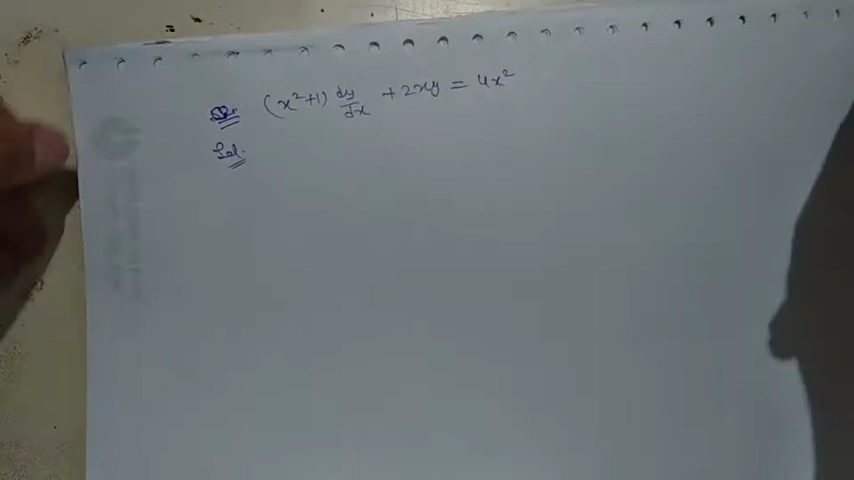 Q. (x²+1) dy/dx + 2xy = 4x²
Sol.